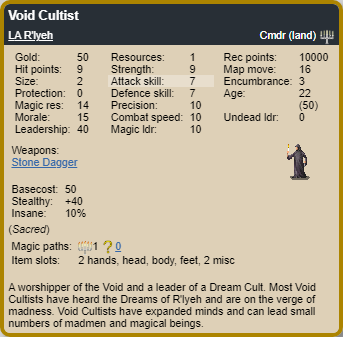 Void Cultist
LA R'lyeh Cmdr (land)
Gold: 50 Resources: 1 Rec points: 10000
Hit points: 9 Strength: 9 Map move: 16
Size: 2 Attack skill: 7 Encumbrance: 3
Protection: 0 Defence skill: 7 Age: 22
Magic res: 14 Precision: 10 (50)
Morale: 15 Combat speed: 10 Undead ldr: 0
Leadership: 40 Magic ldr: 10
Weapons:
Stone Dagger
Basecost: 50
Stealthy: +40
Insane: 10%
(Sacred)
Magic paths: 1 ? 0
Item slots: 2 hands, head, body, feet, 2 misc
A worshipper of the Void and a leader of a Dream Cult. Most Void
Cultists have heard the Dreams of R'lyeh and are on the verge of
madness. Void Cultists have expanded minds and can lead small
numbers of madmen and magical beings.